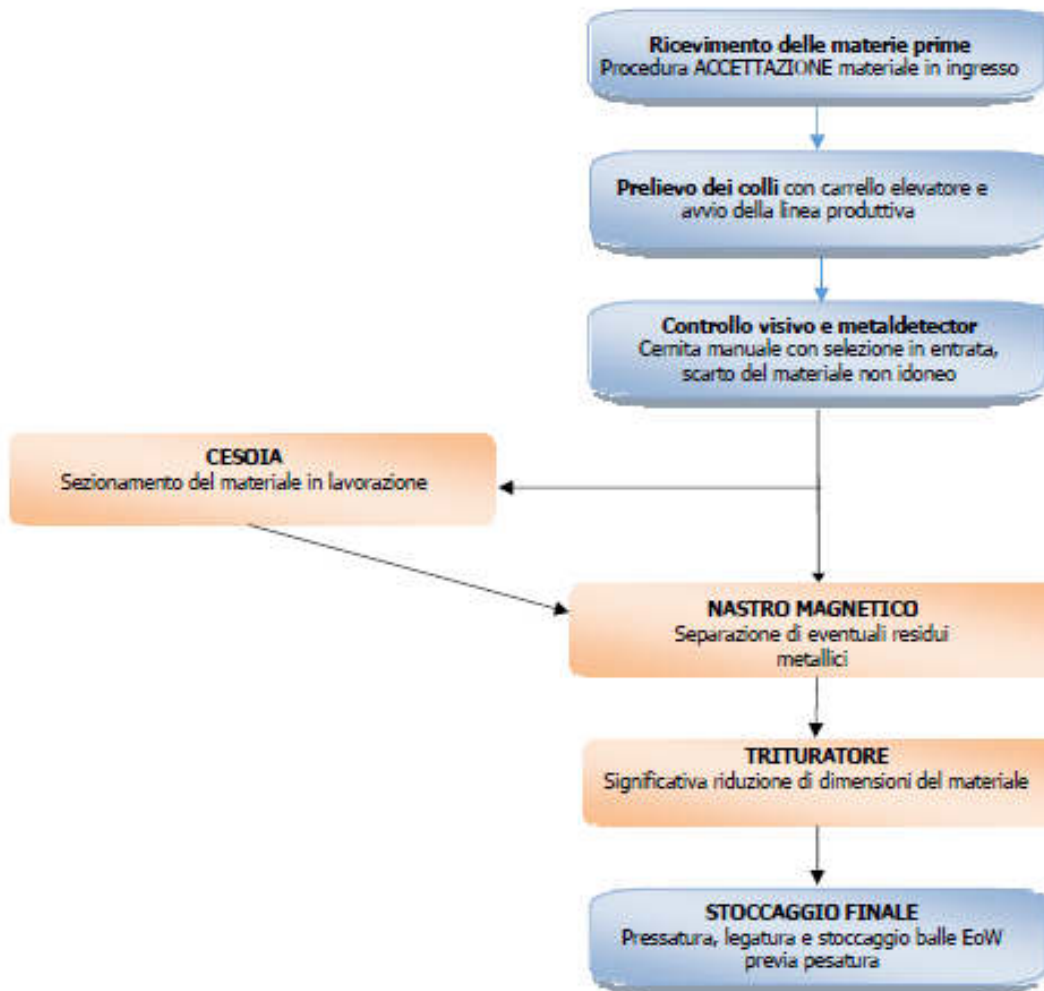 Ricevimento delle materie prime
Procedura ACCETTAZIONE materiale in ingresso
Prelievo dei colli con carrello elevatore e
avvio della linea produttiva
Controllo visivo e metaldetector
Cernita manuale con selezione in entrata,
scarto del materiale non idoneo
CESOIA
Sezionamento del materiale in lavorazione
NASTRO MAGNETICO
Separazione di eventuali residui
metallici
TRITURATORE
Significativa riduzione di dimensioni del materiale
STOCCAGGIO FINALE
Pressatura, legatura e stoccaggio balle EoW
previa pesatura